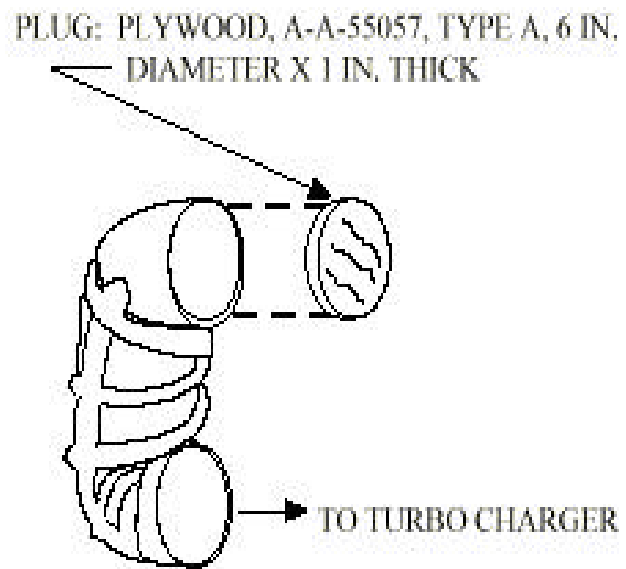 PLUG: PLYWOOD, A-A-55057, TYPE A, 6 IN.
DIAMETER X 1 IN. THICK
TO TURBO CHARGER